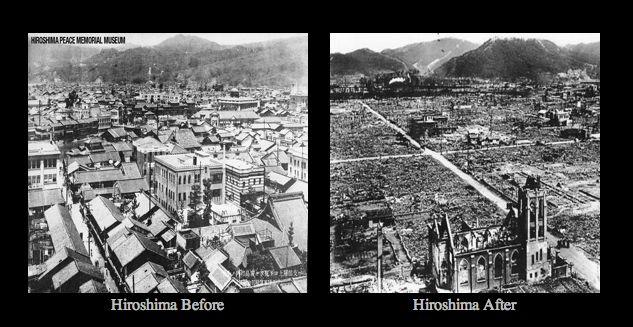 HIROSHIMA PEACE MEMORIAL MUSEUM
Hiroshima Before
Hiroshima After